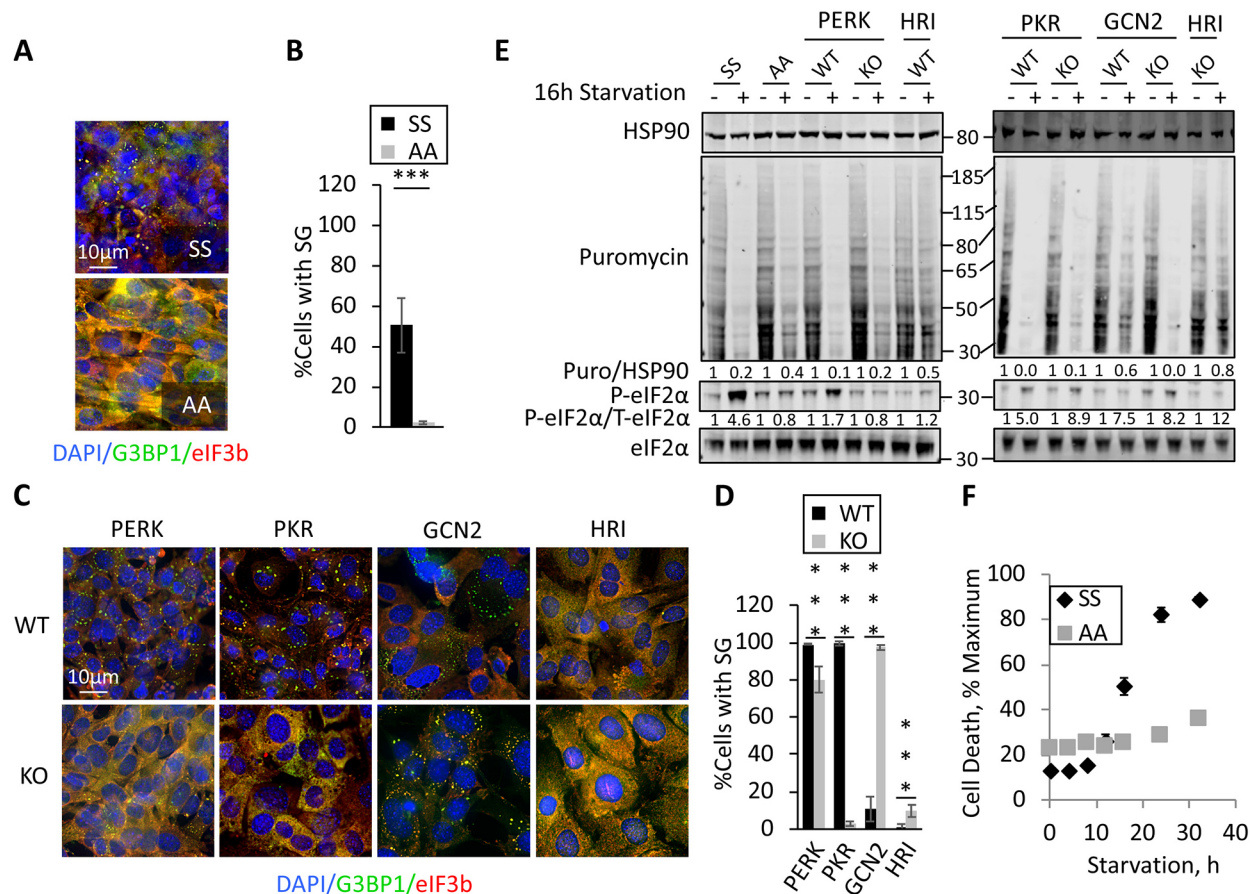 A
10µm
SS
AA
DAPI/G3BP1/eIF3b
B
SS
AA
***
%Cells with SG
120
100
80
60
40
20
0
C
PERK PKR GCN2 HRI
WT
10µm
KO
DAPI/G3BP1/eIF3b
D
WT
KO
* * *
* * *
* * *
* * *
%Cells with SG
120
100
80
60
40
20
0
PERK
PKR
GCN2
HRI
E
PERK HRI PKR GCN2 HRI
SS AA WT KO WT WT KO WT KO KO
16h Starvation - + - + - + - + - + - + - + - + - + - +
HSP90 80
Puromycin
185
115
80
65
50
30
Puro/HSP90 1 0.2 1 0.4 1 0.1 1 0.2 1 0.5 1 0.0 1 0.1 1 0.6 1 0.0 1 0.8
P-eIF2α 30
P-eIF2α/T-eIF2α 1 4.6 1 0.8 1 1.7 1 0.8 1 1.2 1 5.0 1 8.9 1 7.5 1 8.2 1 12
eIF2α 30
F
SS
AA
Cell Death, % Maximum
100
80
60
40
20
0
0 10 20 30 40
Starvation, h